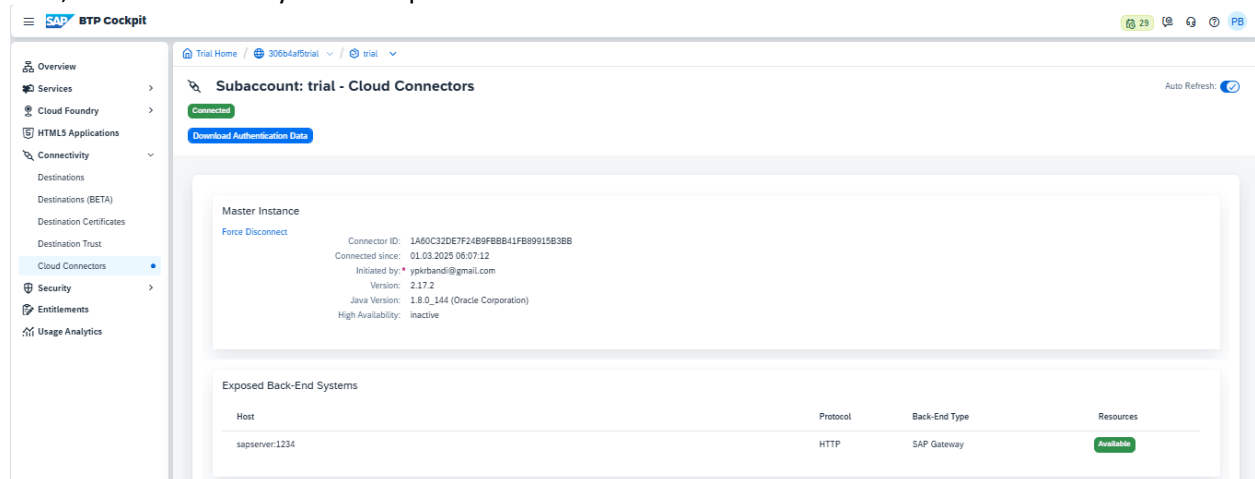 SAP BTP Cockpit
29
PB
Trial Home / 306b4af5trial / trial
Overview
Services
Cloud Foundry
HTML5 Applications
Connectivity
Destinations
Destinations (BETA)
Destination Certificates
Destination Trust
Cloud Connectors
Security
Entitlements
Usage Analytics
Subaccount: trial - Cloud Connectors
Auto Refresh:
Connected
Download Authentication Data
Master Instance
Force Disconnect
Connector ID: 1A60C32DE7F24B9FBBB41FB89915B3BB
Connected since: 01.03.2025 06:07:12
Initiated by:* ypkrbandi@gmail.com
Version: 2.17.2
Java Version: 1.8.0_144 (Oracle Corporation)
High Availability: inactive
Exposed Back-End Systems
Host Protocol Back-End Type Resources
sapserver:1234 HTTP SAP Gateway Available